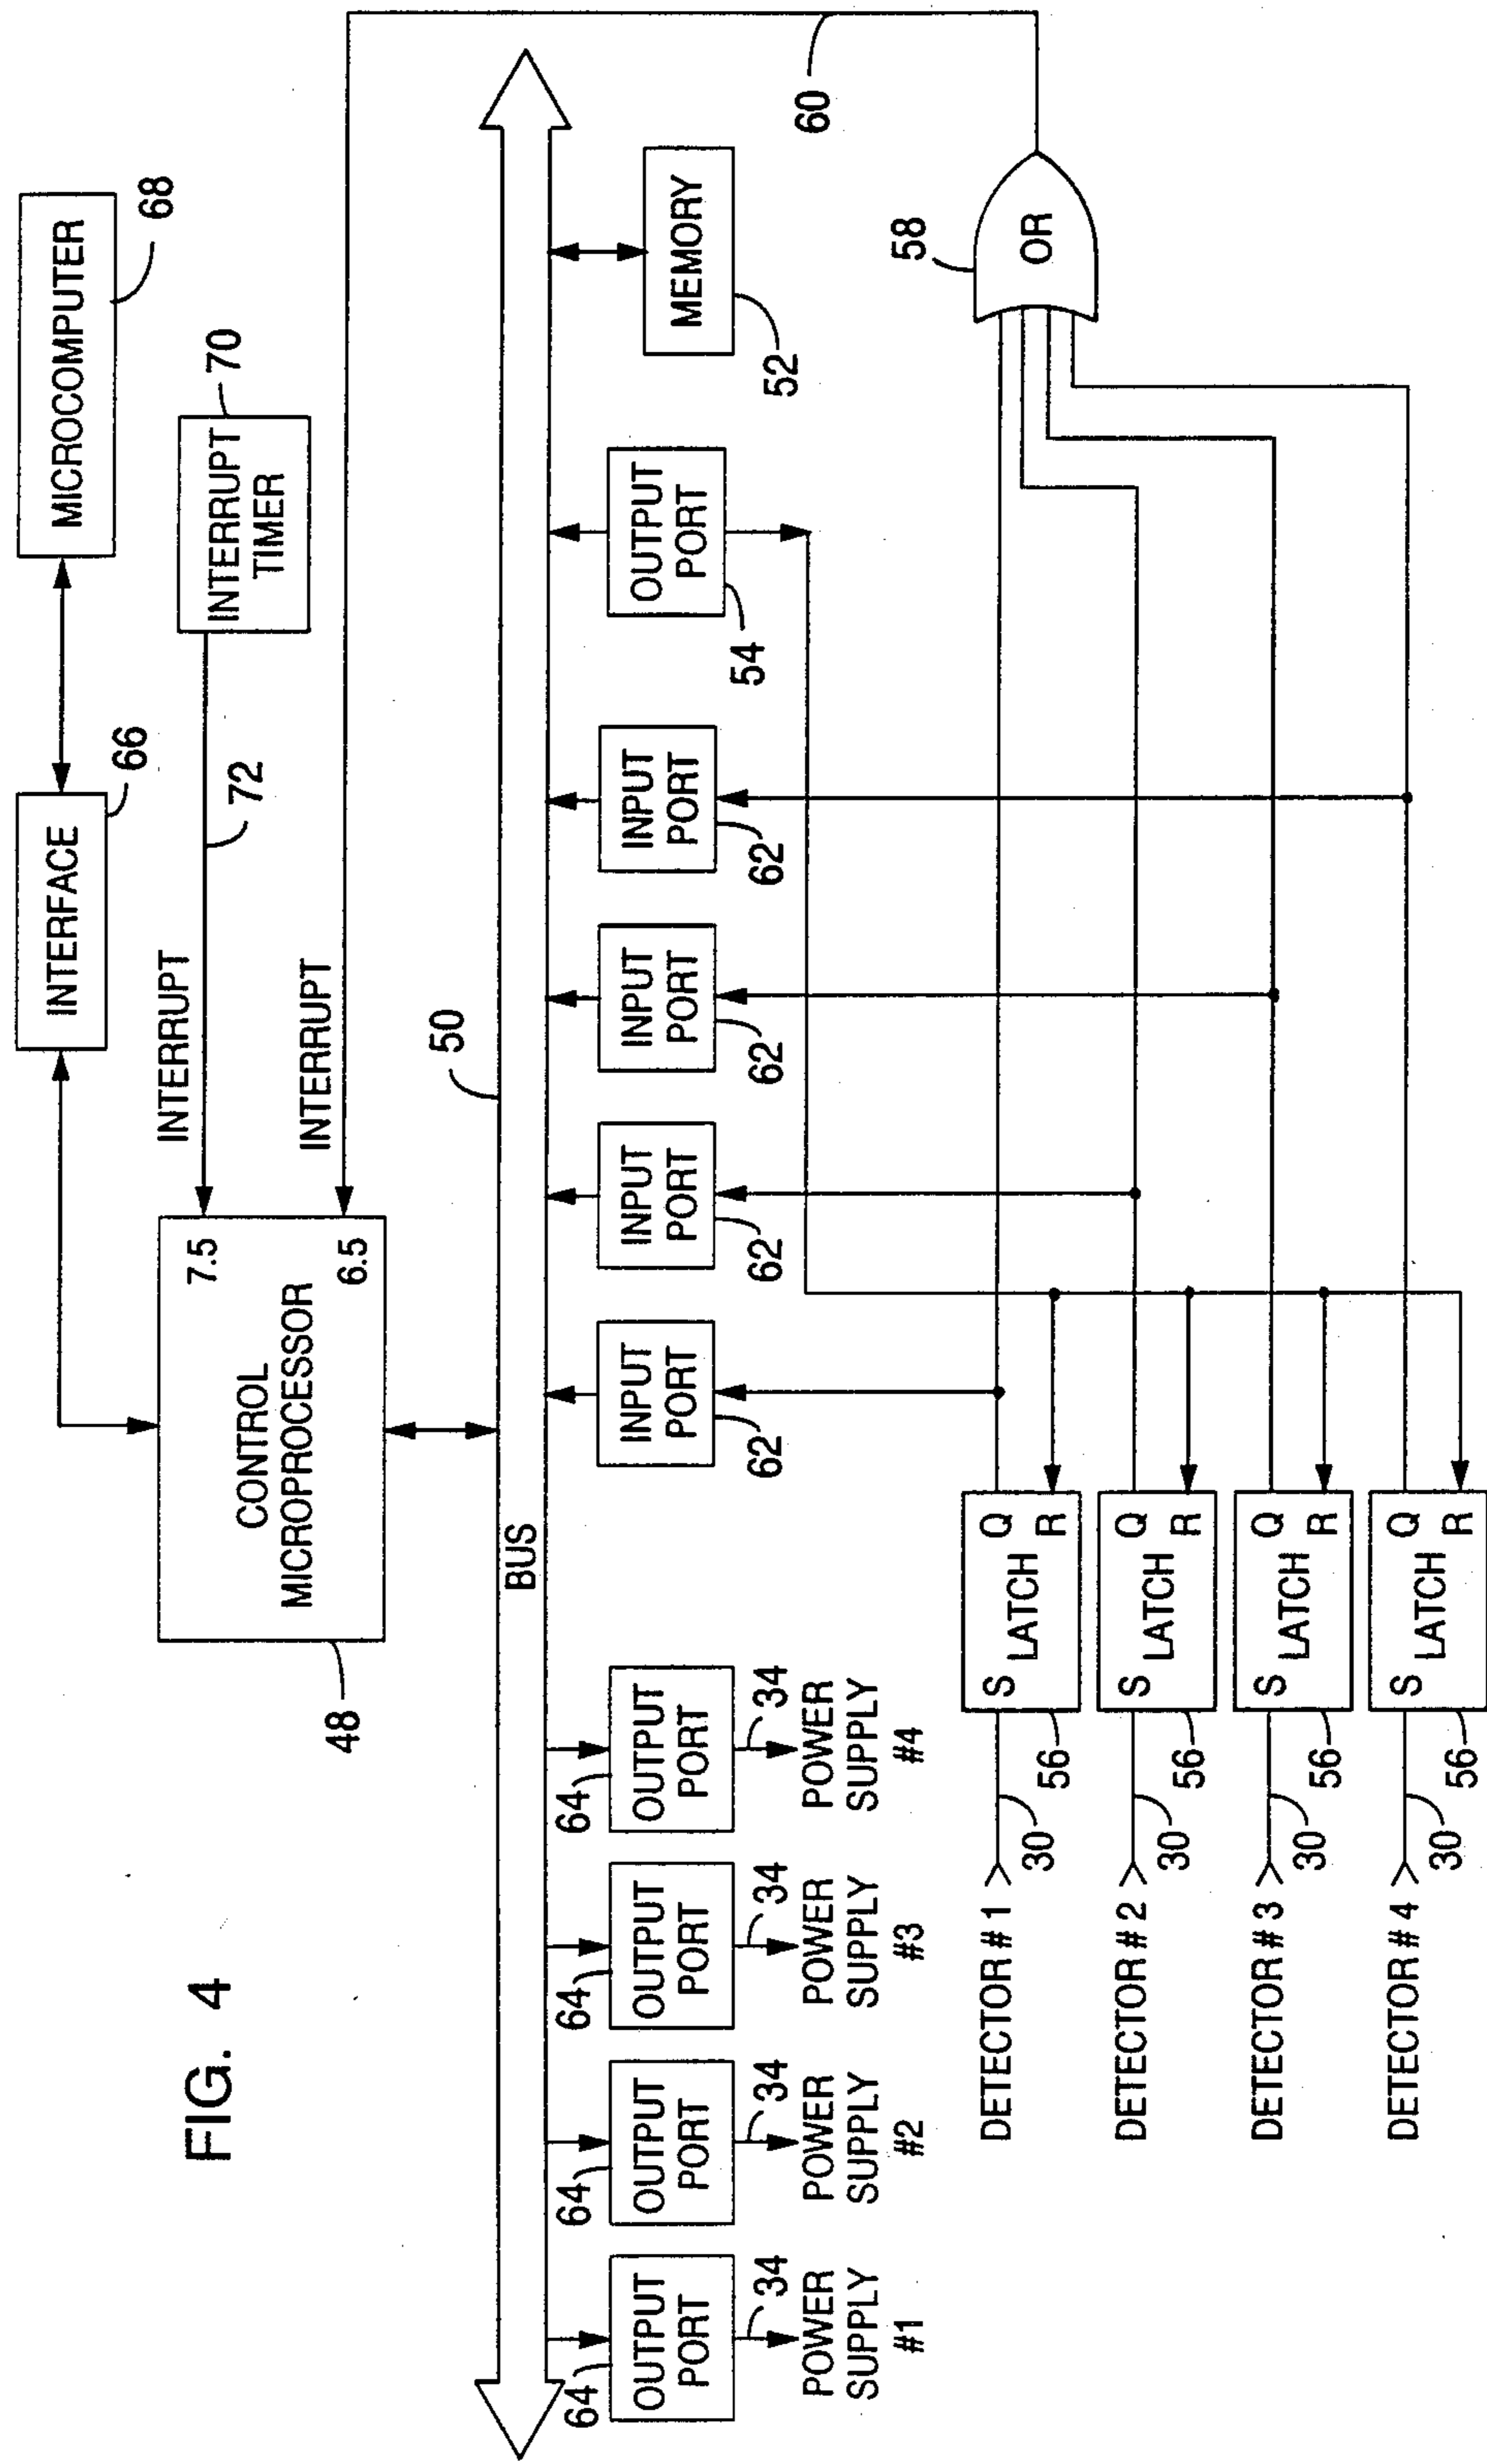 FIG. 4
INTERFACE
66
MICROCOMPUTER
68
INTERRUPT
72
INTERRUPT
TIMER
70
INTERRUPT
60
CONTROL
MICROPROCESSOR
7.5
6.5
48
50
BUS
64
OUTPUT
PORT
34
POWER
SUPPLY
#1
64
OUTPUT
PORT
34
POWER
SUPPLY
#2
64
OUTPUT
PORT
34
POWER
SUPPLY
#3
64
OUTPUT
PORT
34
POWER
SUPPLY
#4
INPUT
PORT
62
INPUT
PORT
62
INPUT
PORT
62
INPUT
PORT
62
OUTPUT
PORT
54
MEMORY
52
58
OR
DETECTOR # 1
30
S Q
LATCH
R
56
DETECTOR # 2
30
S Q
LATCH
R
56
DETECTOR # 3
30
S Q
LATCH
R
56
DETECTOR # 4
30
S Q
LATCH
R
56